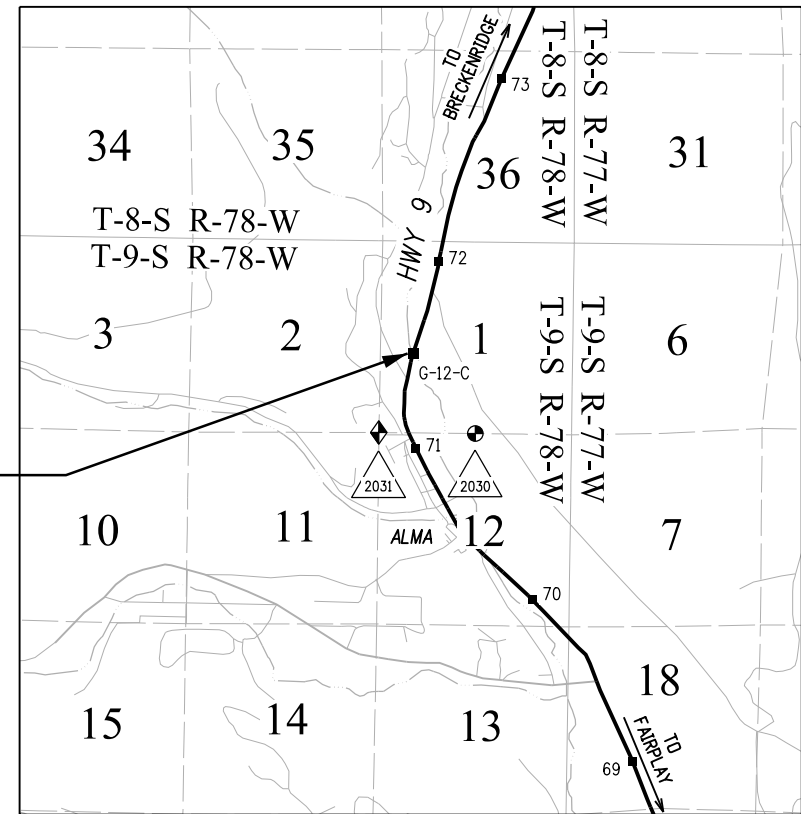 TO
BRECKENRIDGE
73
T-8-S R-78-W
T-8-S R-77-W
34
35
36
31
T-8-S R-78-W
T-9-S R-78-W
HWY 9
72
3
2
1
6
G-12-C
T-9-S R-78-W
T-9-S R-77-W
71
2031
2030
10
11
ALMA
12
7
70
15
14
13
18
TO
FAIRPLAY
69